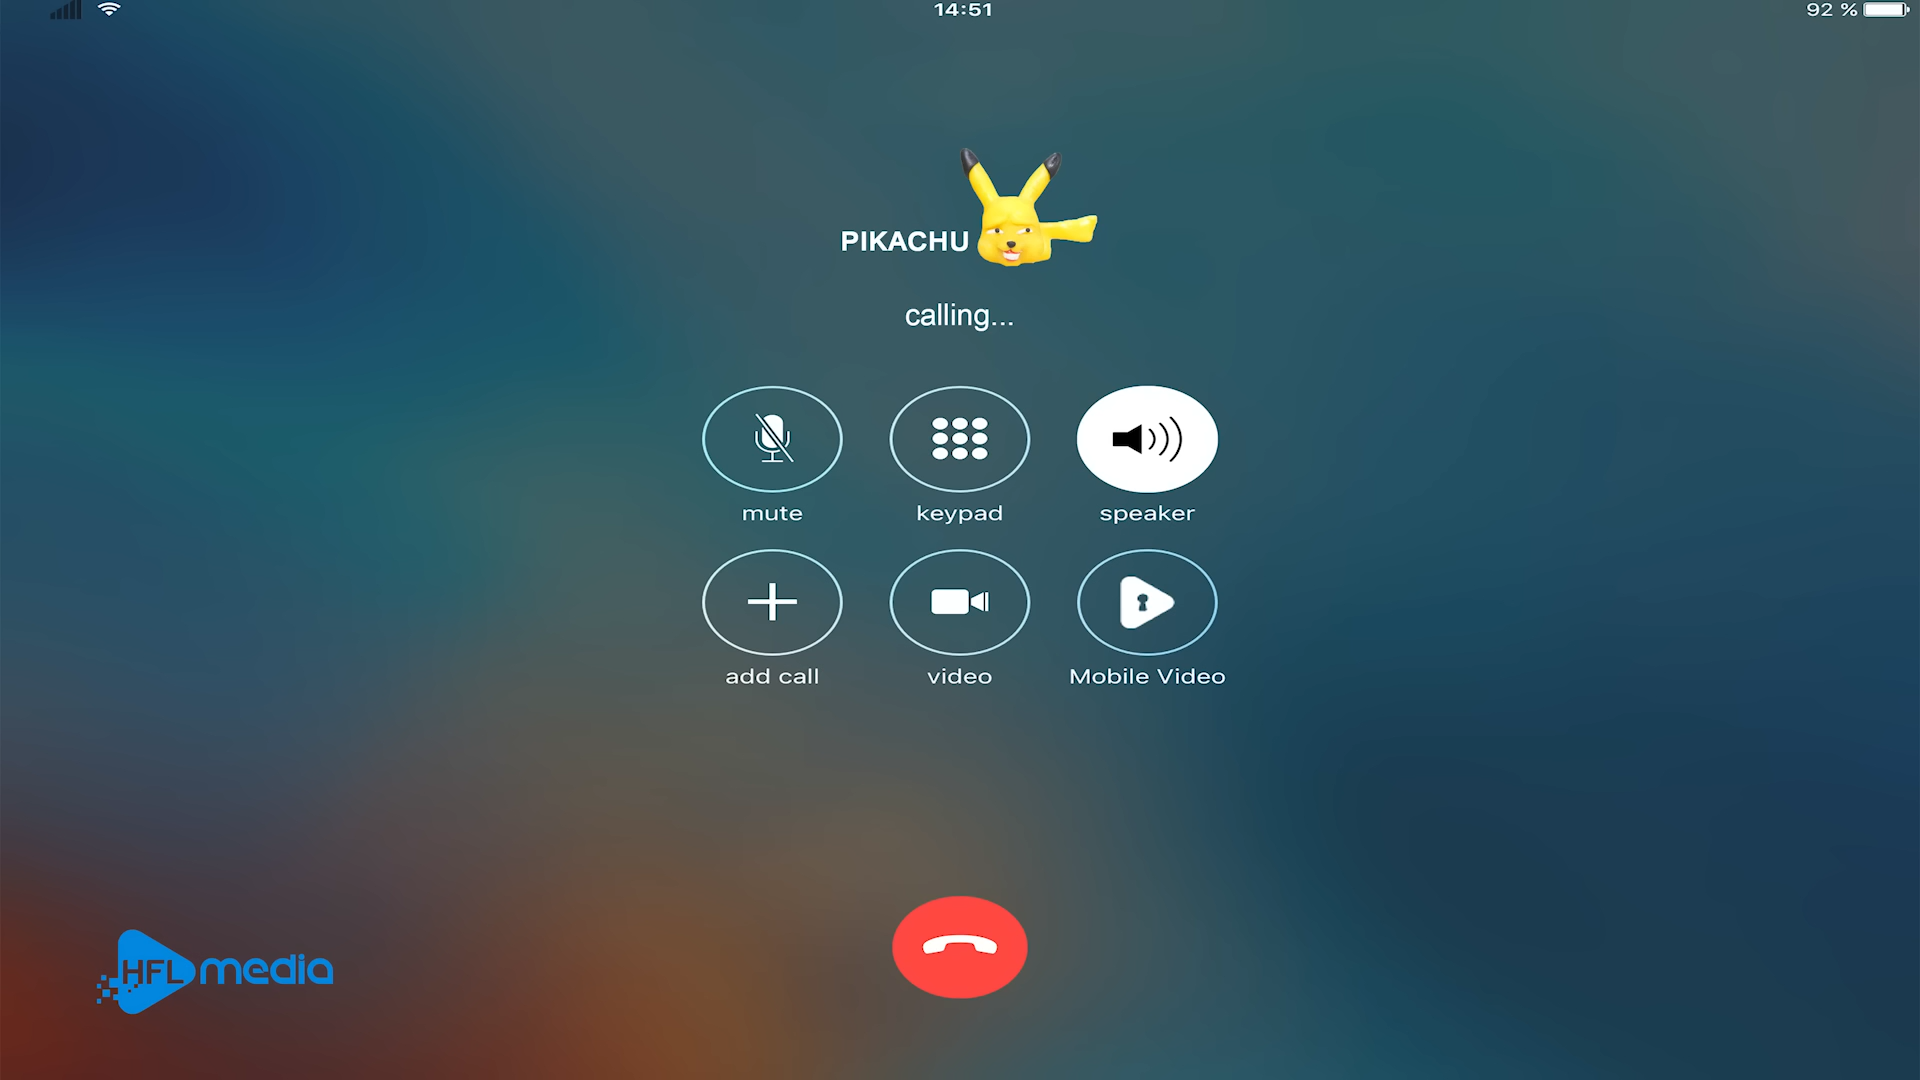 14:51
92 %
PIKACHU
calling...
mute
keypad
speaker
add call
video
Mobile Video
HFL media